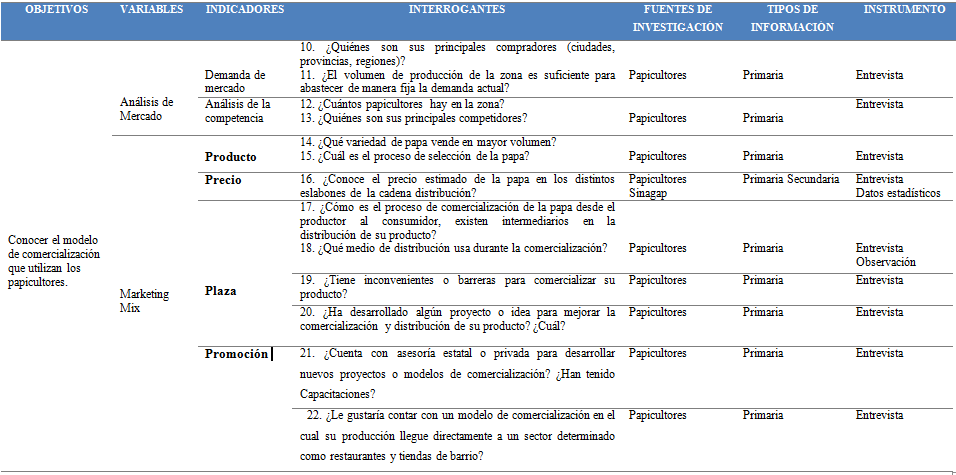 OBJETIVOS VARIABLES INDICADORES INTERROGANTES FUENTES DE INVESTIGACIÓN TIPOS DE INFORMACIÓN INSTRUMENTO
Conocer el modelo
de comercialización
que utilizan los
papicultores.
Análisis de
Mercado
Demanda de
mercado
10. ¿Quiénes son sus principales compradores (ciudades,
provincias, regiones)?
11. ¿El volumen de producción de la zona es suficiente para
abastecer de manera fija la demanda actual?
Papicultores Primaria Entrevista
Análisis de la
competencia
12. ¿Cuántos papicultores hay en la zona?
13. ¿Quiénes son sus principales competidores?
Papicultores Primaria Entrevista
Marketing
Mix
Producto
14. ¿Qué variedad de papa vende en mayor volumen?
15. ¿Cuál es el proceso de selección de la papa?
Papicultores Primaria Entrevista
Precio
16. ¿Conoce el precio estimado de la papa en los distintos
eslabones de la cadena distribución?
Papicultores
Sinagap
Primaria Secundaria
Entrevista
Datos estadísticos
Plaza
17. ¿Cómo es el proceso de comercialización de la papa desde el
productor al consumidor, existen intermediarios en la
distribución de su producto?
18. ¿Qué medio de distribución usa durante la comercialización?
Papicultores Primaria Entrevista
Observación
19. ¿Tiene inconvenientes o barreras para comercializar su
producto?
Papicultores Primaria Entrevista
20. ¿Ha desarrollado algún proyecto o idea para mejorar la
comercialización y distribución de su producto? ¿Cuál?
Papicultores Primaria Entrevista
Promoción
21. ¿Cuenta con asesoría estatal o privada para desarrollar
nuevos proyectos o modelos de comercialización? ¿Han tenido
Capacitaciones?
Papicultores Primaria Entrevista
22. ¿Le gustaría contar con un modelo de comercialización en el
cual su producción llegue directamente a un sector determinado
como restaurantes y tiendas de barrio?
Papicultores Primaria Entrevista